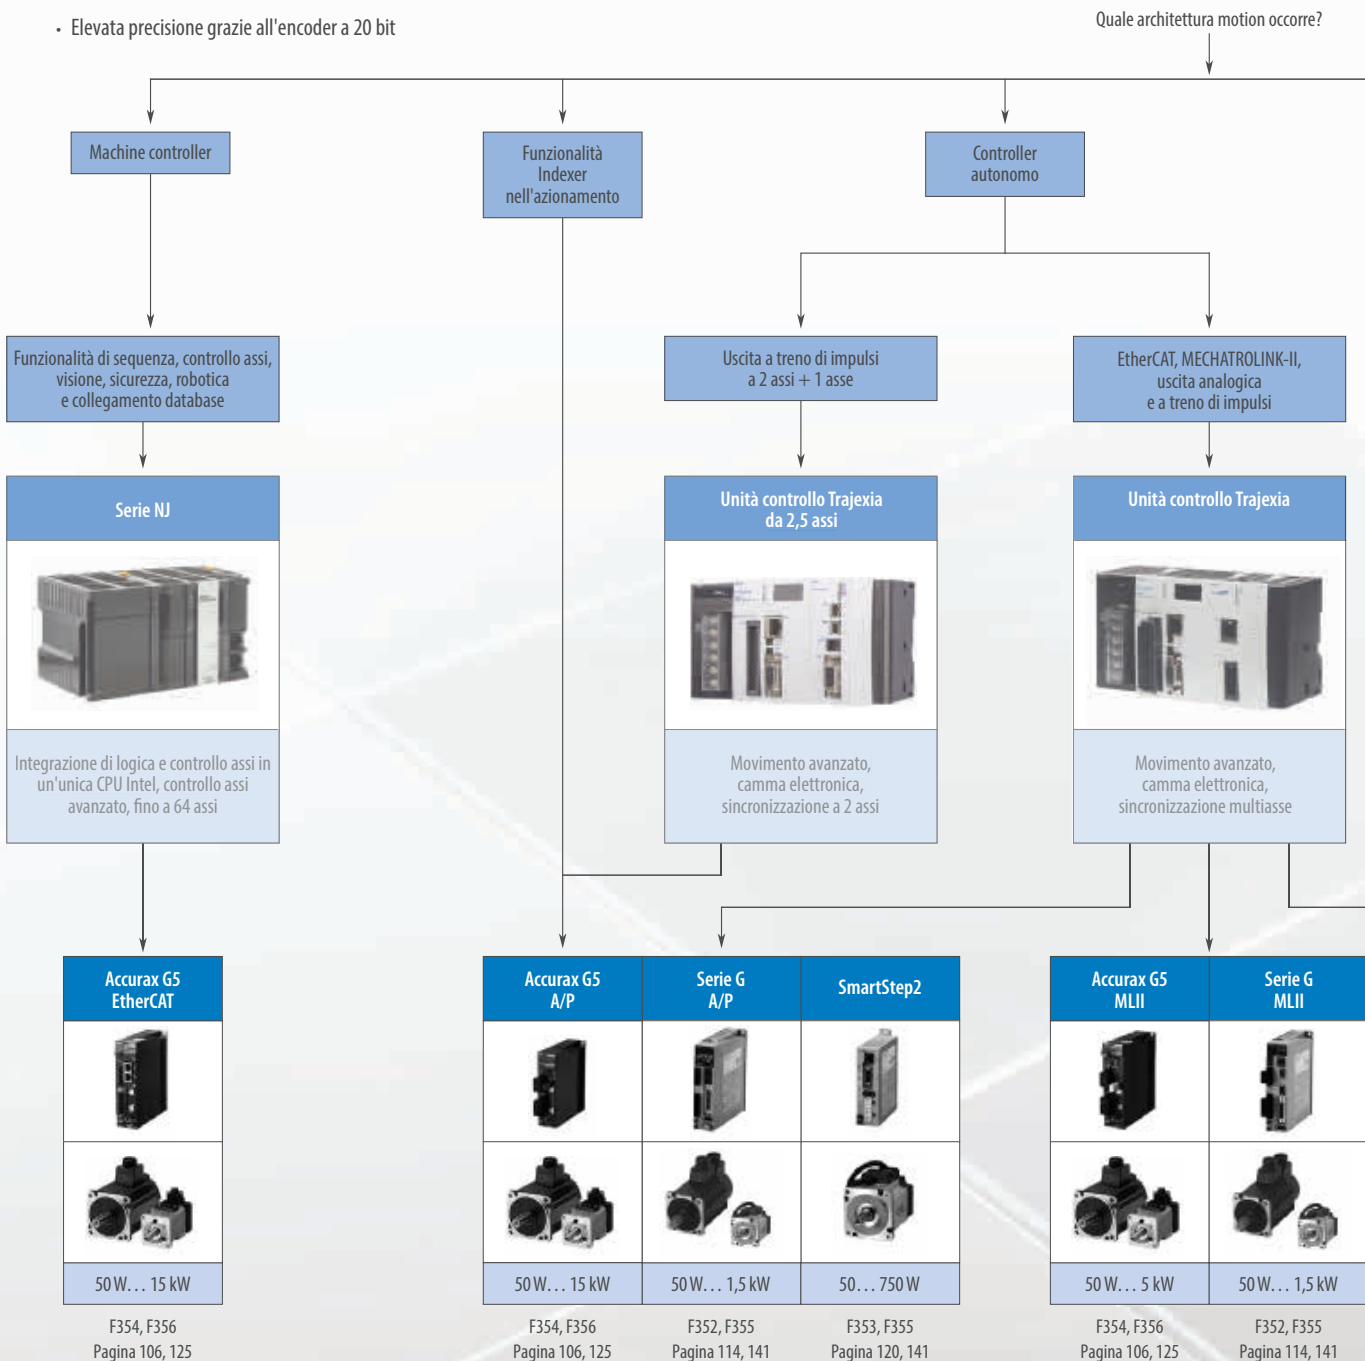 • Elevata precisione grazie all'encoder a 20 bit
Quale architettura motion occorre?
Machine controller
Funzionalità
Indexer
nell'azionamento
Controller
autonomo
Funzionalità di sequenza, controllo assi,
visione, sicurezza, robotica
e collegamento database
Uscita a treno di impulsi
a 2 assi + 1 asse
EtherCAT, MECHATROLINK-II,
uscita analogica
e a treno di impulsi
Serie NJ
Unità controllo Trajexia
da 2,5 assi
Unità controllo Trajexia
Integrazione di logica e controllo assi in
un'unica CPU Intel, controllo assi
avanzato, fino a 64 assi
Movimento avanzato,
camma elettronica,
sincronizzazione a 2 assi
Movimento avanzato,
camma elettronica,
sincronizzazione multiasse
Accurax G5
EtherCAT
Accurax G5
A/P
Serie G
A/P
SmartStep2
Accurax G5
MLII
Serie G
MLII
50 W… 15 kW
50 W… 15 kW
50 W… 1,5 kW
50… 750 W
50 W… 5 kW
50 W… 1,5 kW
F354, F356
Pagina 106, 125
F354, F356
Pagina 106, 125
F352, F355
Pagina 114, 141
F353, F355
Pagina 120, 141
F354, F356
Pagina 106, 125
F352, F355
Pagina 114, 141